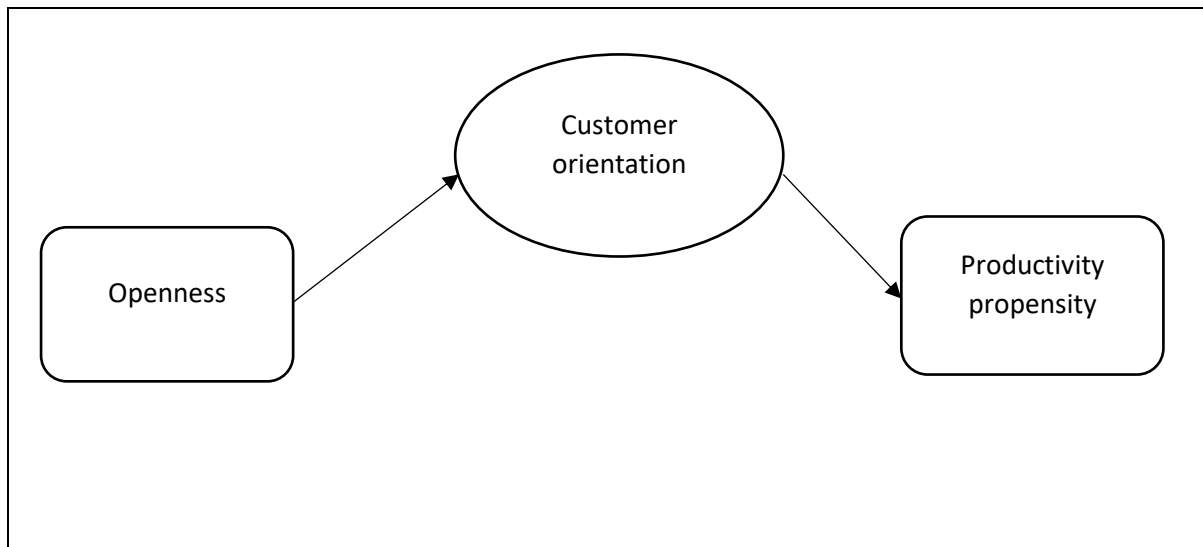 Customer
orientation
Openness
Productivity
propensity